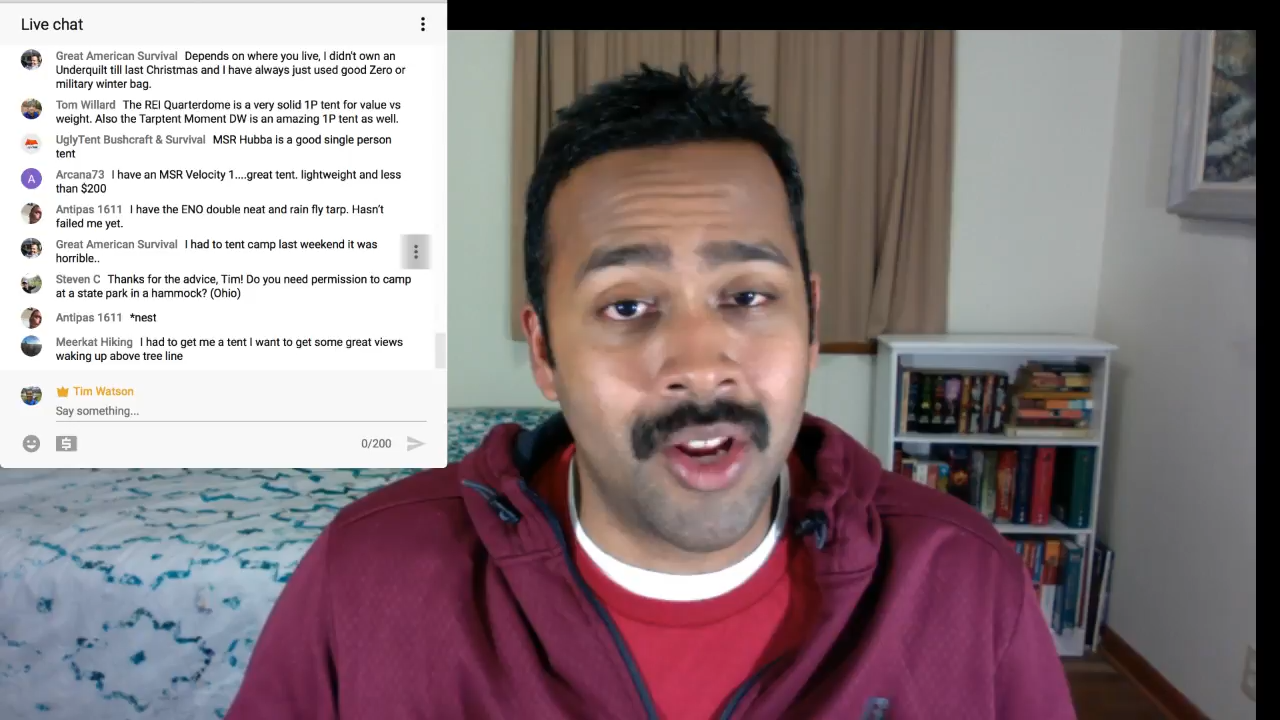 Live chat
Great American Survival Depends on where you live, I didn't own an
Underquilt till last Christmas and I have always just used good Zero or
military winter bag.
Tom Willard The REI Quarterdome is a very solid 1P tent for value vs
weight. Also the Tarptent Moment DW is an amazing 1P tent as well.
UglyTent Bushcraft & Survival MSR Hubba is a good single person
tent
A
Arcana73 I have an MSR Velocity 1....great tent. lightweight and less
than $200
Antipas 1611 I have the ENO double neat and rain fly tarp. Hasn't
failed me yet.
Great American Survival I had to tent camp last weekend it was
horrible..
Steven C Thanks for the advice, Tim! Do you need permission to camp
at a state park in a hammock? (Ohio)
Antipas 1611 *nest
Meerkat Hiking I had to get me a tent I want to get some great views
waking up above tree line
Tim Watson
Say something...
0/200